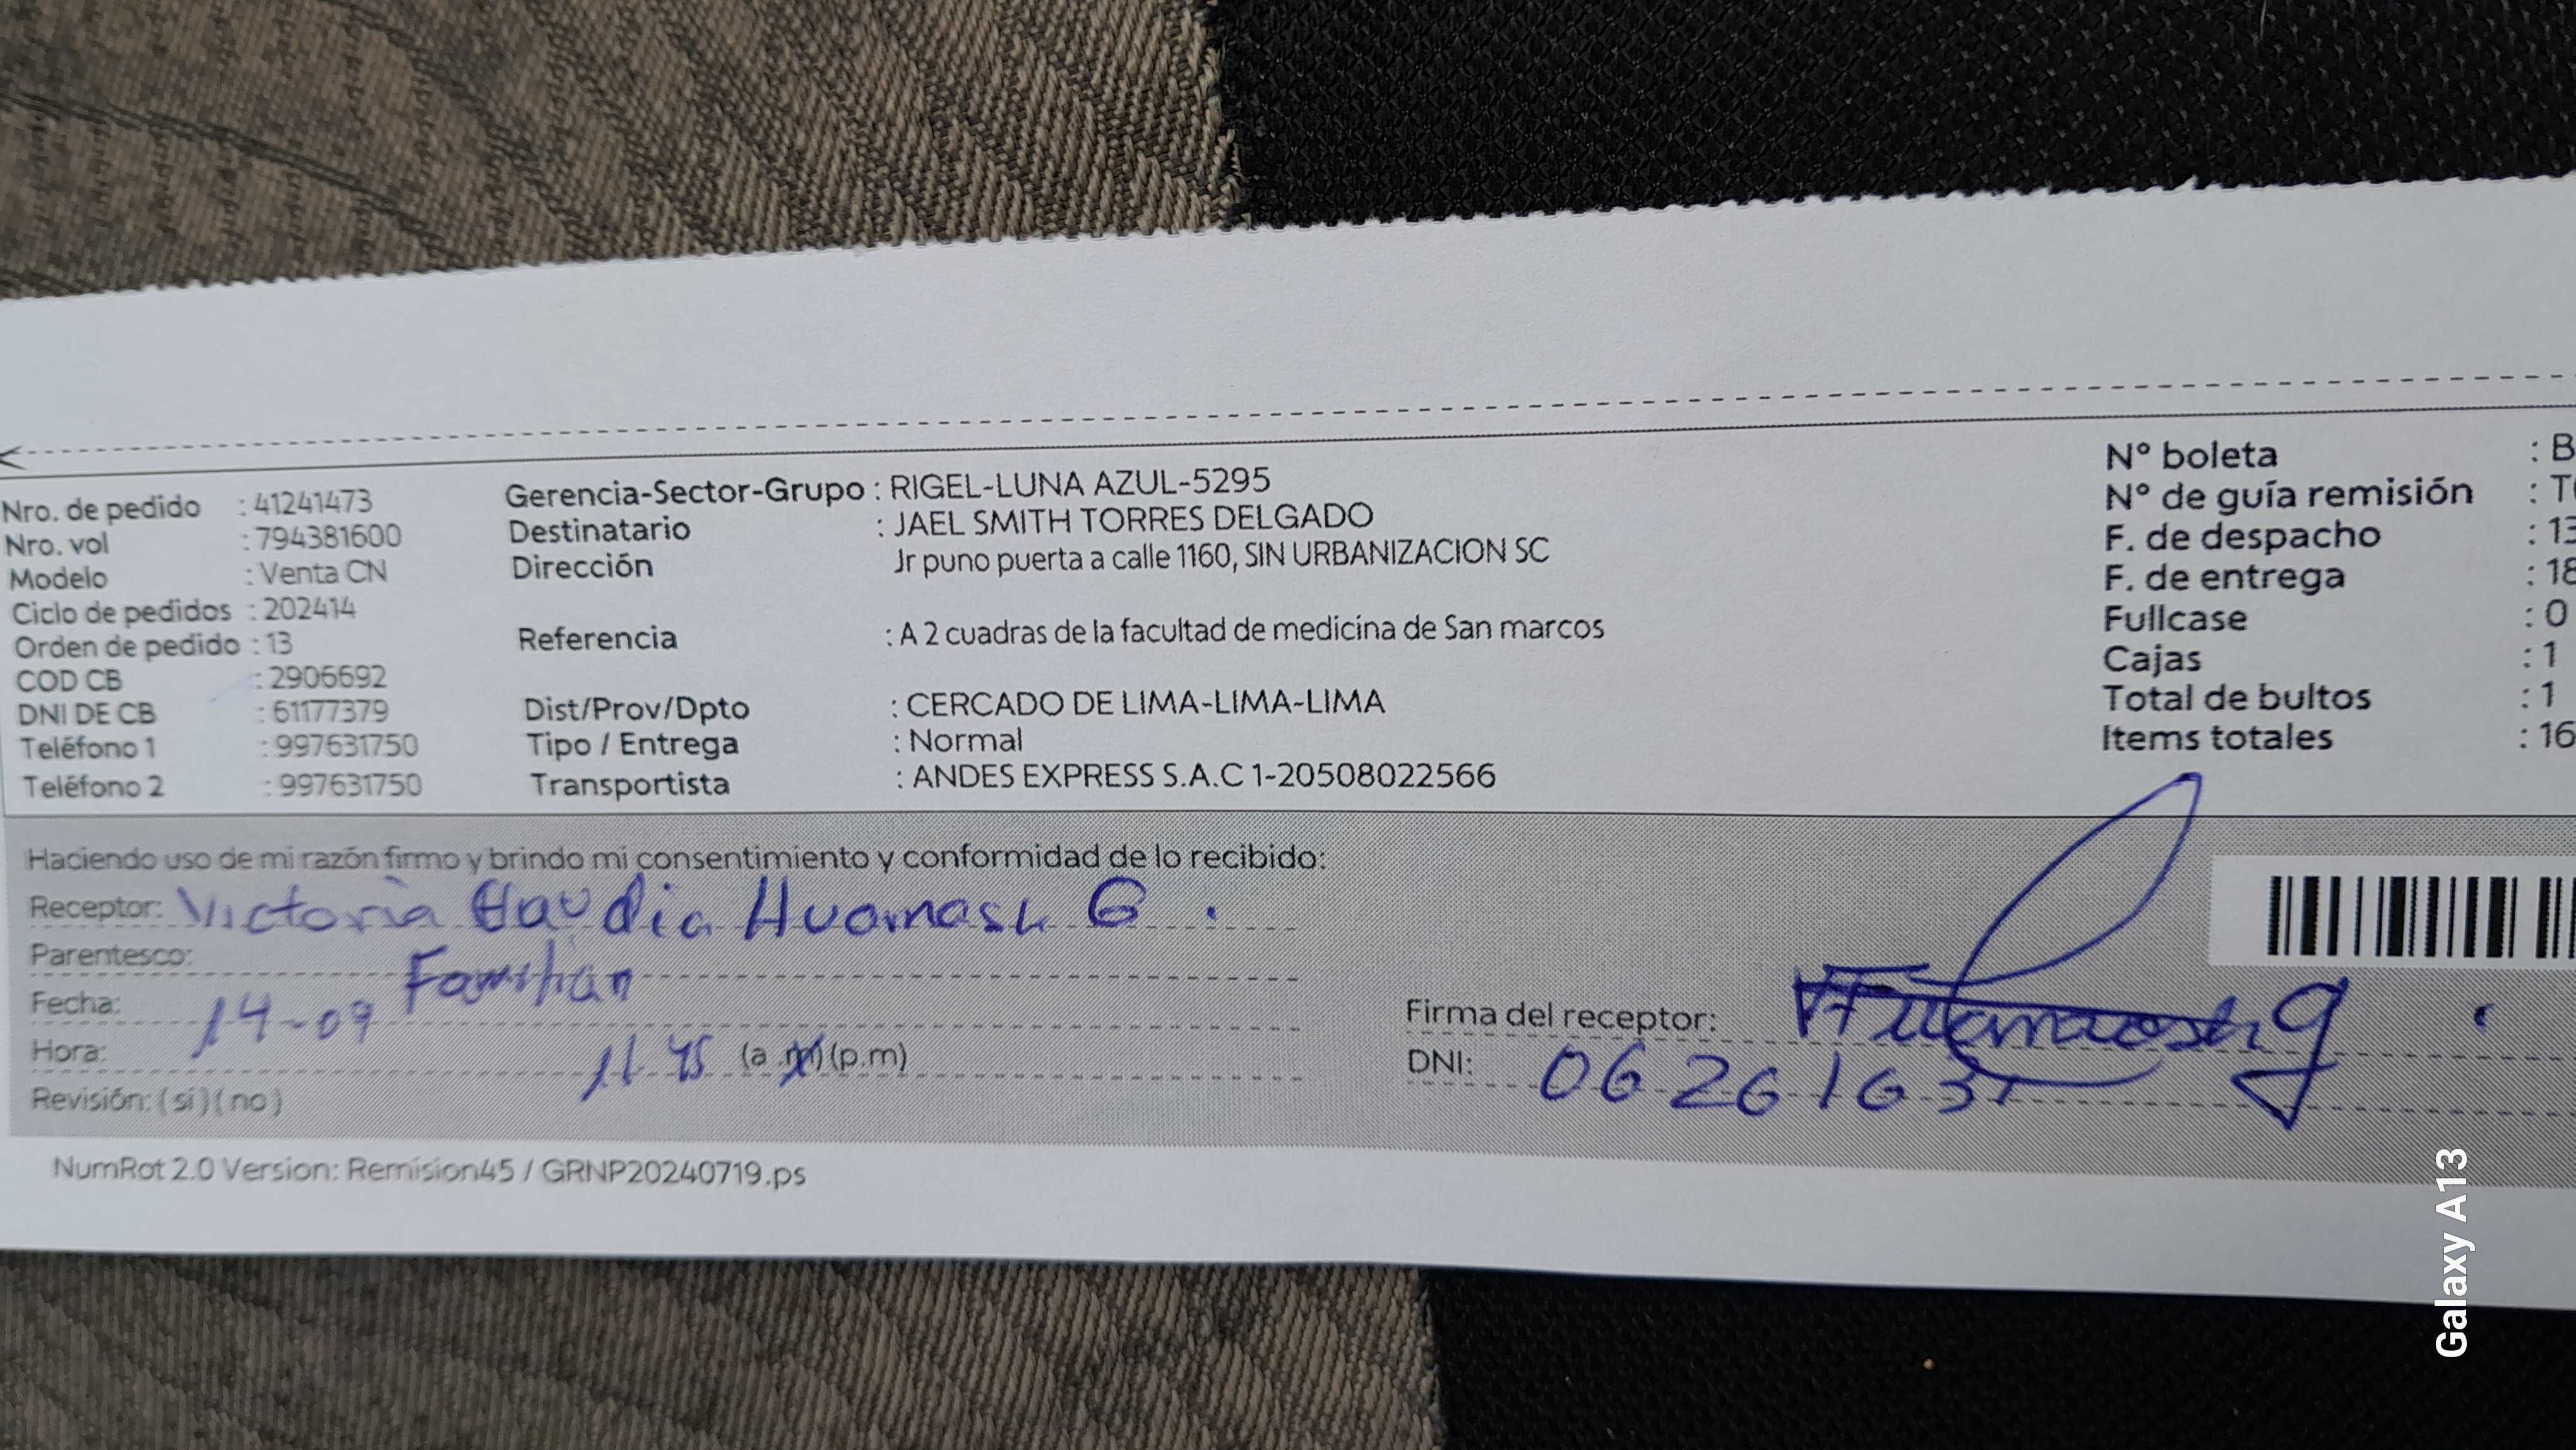 Nro. de pedido : 41241473
Nro. vol : 794381600
Modelo : Venta CN
Ciclo de pedidos : 202414
Orden de pedido : 13
COD CB : 2906692
DNI DE CB : 61177379
Teléfono 1 : 997631750
Teléfono 2 : 997631750
Gerencia-Sector-Grupo : RIGEL-LUNA AZUL-5295
Destinatario : JAEL SMITH TORRES DELGADO
Dirección Jr puno puerta a calle 1160, SIN URBANIZACION SC
Referencia : A 2 cuadras de la facultad de medicina de San marcos
Dist/Prov/Dpto : CERCADO DE LIMA-LIMA-LIMA
Tipo / Entrega : Normal
Transportista : ANDES EXPRESS S.A.C 1-20508022566
N° boleta : B
N° de guía remisión : T
F. de despacho : 13
F. de entrega : 18
Fullcase : 0
Cajas : 1
Total de bultos : 1
Items totales : 16
Haciendo uso de mi razón firmo y brindo mi consentimiento y conformidad de lo recibido:
Receptor: Victoria Claudia G.
Parentesco:
Fecha: 14-09
Hora: 11 45 (a.m) (p.m)
Revisión: (si) (no)
Firma del receptor:
DNI:
NumRot 2.0 Version: Remision45 / GRNP20240719.ps
Galaxy A13